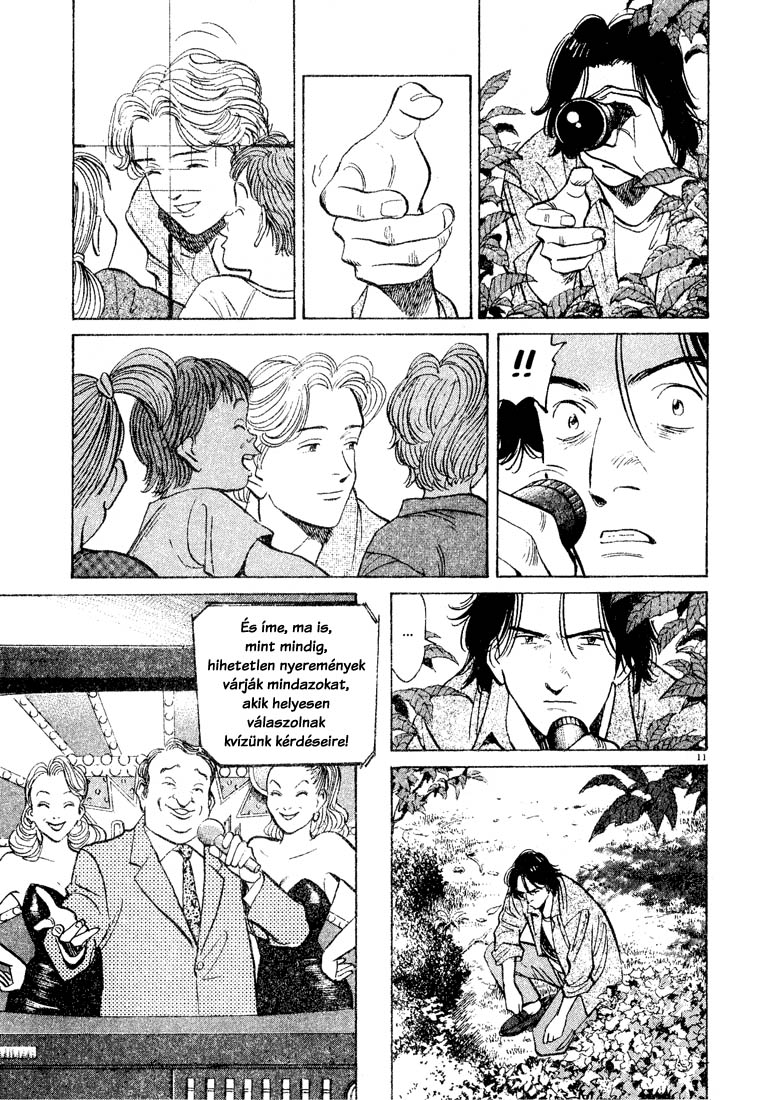 !!
...
11
És íme, ma is,
mint mindig,
hihetetlen nyeremények
várják mindazokat,
akik helyesen
válaszolnak
kvízünk kérdéseire!